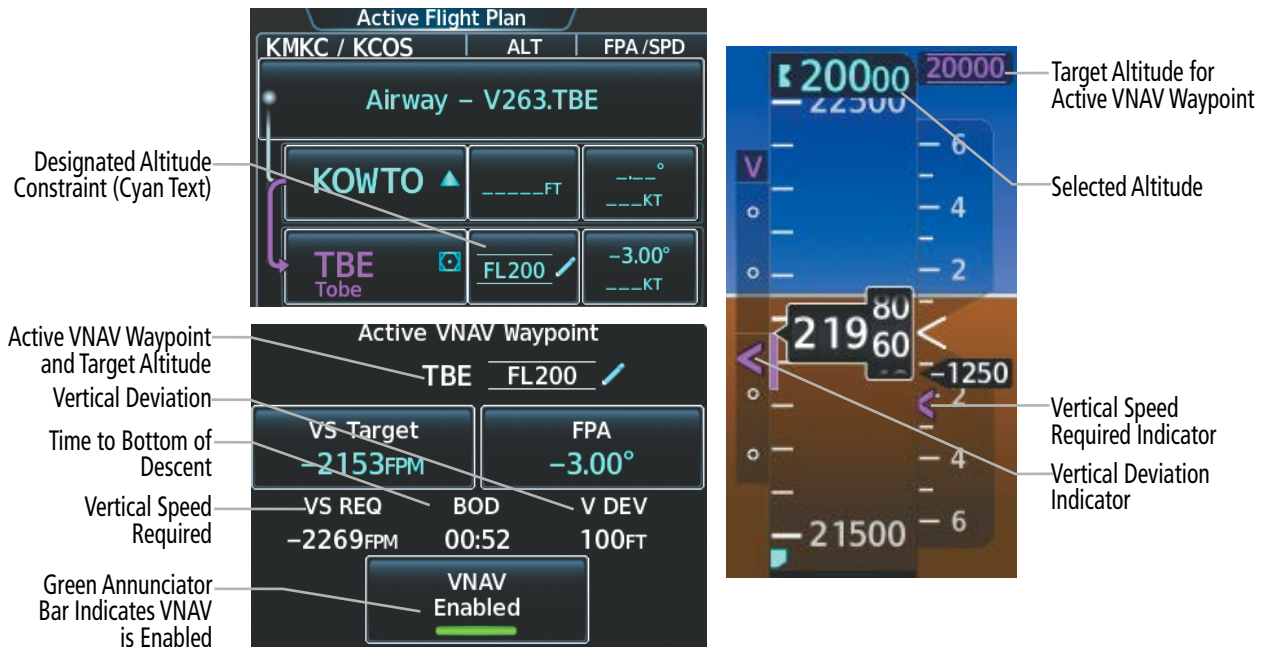 Active Flight Plan
KMKC / KCOS ALT FPA/SPD
Airway – V263.TBE
Designated Altitude
Constraint (Cyan Text)
KOWTO _____FT _.__°
___KT
TBE FL200 -3.00°
Tobe ___KT
Active VNAV Waypoint
and Target Altitude
Vertical Deviation
Time to Bottom of
Descent
Vertical Speed
Required
Green Annunciator
Bar Indicates VNAV
is Enabled
Active VNAV Waypoint
TBE FL200
VS Target FPA
-2153FPM -3.00°
VS REQ BOD V DEV
-2269FPM 00:52 100FT
VNAV
Enabled
20000 20000
22500
6
V
4
2
80
219
60
-1250
2
4
21500 6
Target Altitude for
Active VNAV Waypoint
Selected Altitude
Vertical Speed
Required Indicator
Vertical Deviation
Indicator